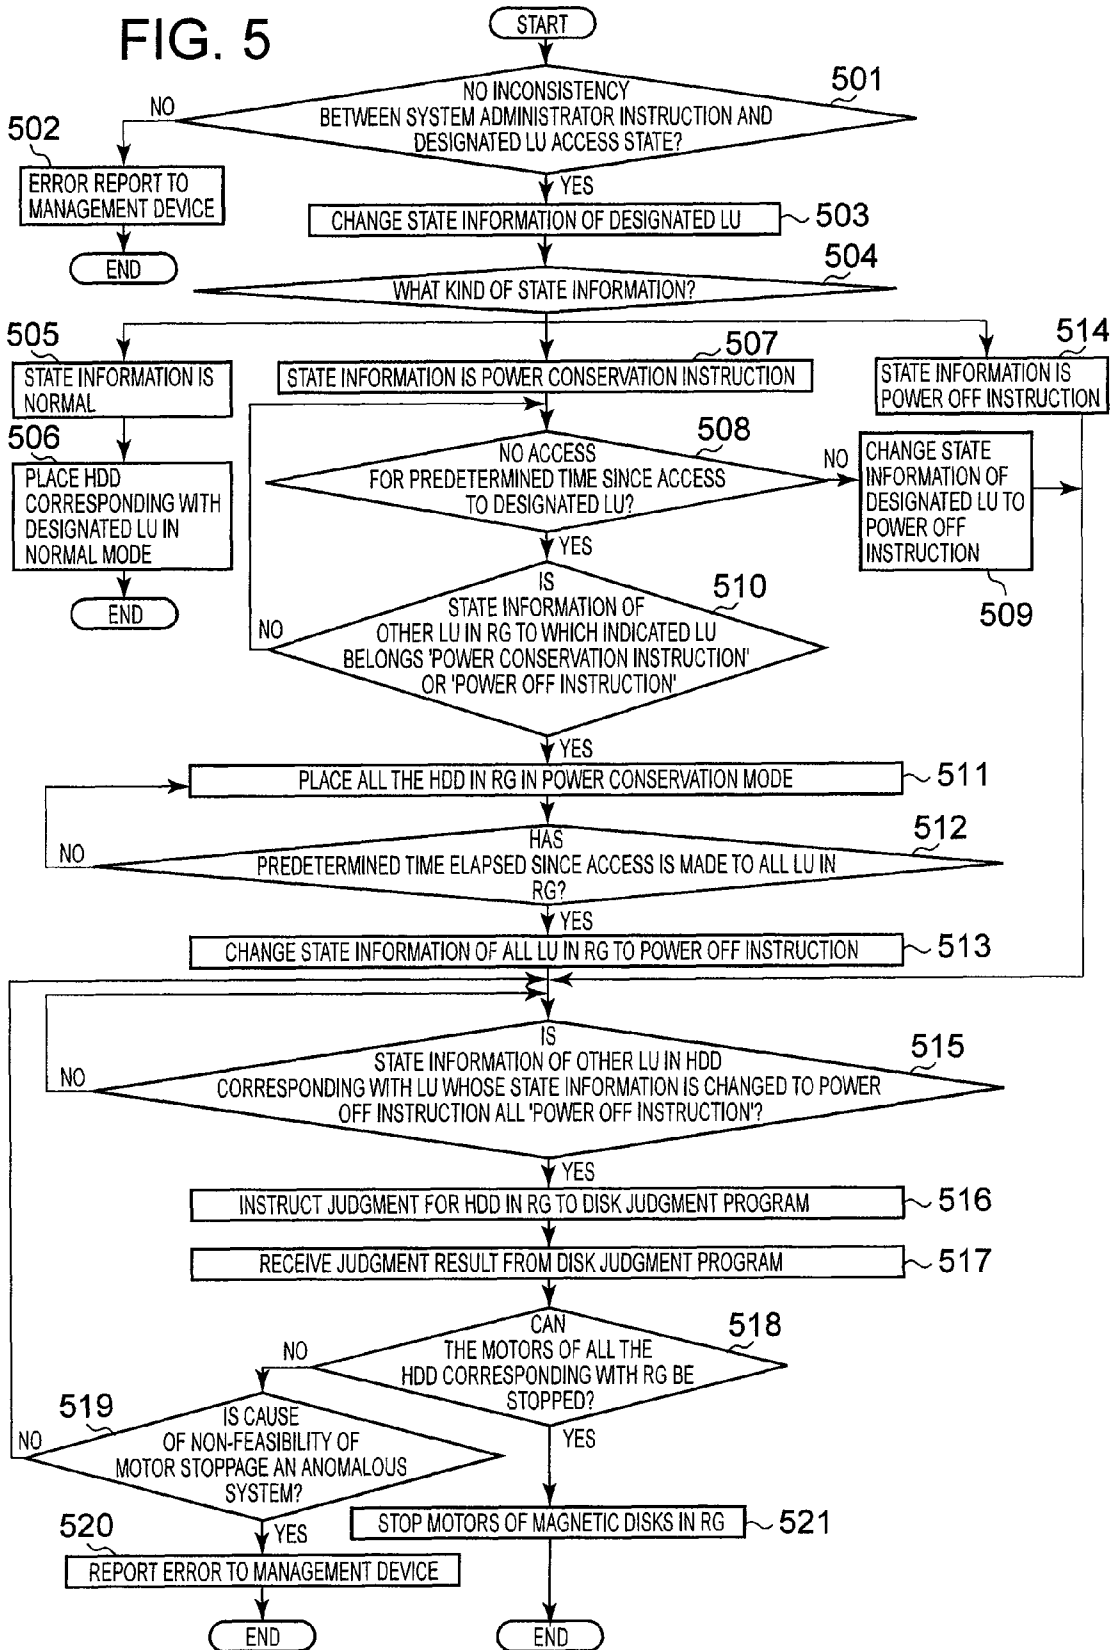 FIG. 5
START
NO INCONSISTENCY
BETWEEN SYSTEM ADMINISTRATOR INSTRUCTION AND
DESIGNATED LU ACCESS STATE?
501
NO
502
ERROR REPORT TO
MANAGEMENT DEVICE
END
YES
CHANGE STATE INFORMATION OF DESIGNATED LU
503
WHAT KIND OF STATE INFORMATION?
504
505
STATE INFORMATION IS
NORMAL
506
PLACE HDD
CORRESPONDING WITH
DESIGNATED LU IN
NORMAL MODE
END
507
STATE INFORMATION IS POWER CONSERVATION INSTRUCTION
514
STATE INFORMATION IS
POWER OFF INSTRUCTION
508
NO ACCESS
FOR PREDETERMINED TIME SINCE ACCESS
TO DESIGNATED LU?
NO
CHANGE STATE
INFORMATION OF
DESIGNATED LU TO
POWER OFF
INSTRUCTION
509
YES
IS
STATE INFORMATION OF
OTHER LU IN RG TO WHICH INDICATED LU
BELONGS 'POWER CONSERVATION INSTRUCTION'
OR 'POWER OFF INSTRUCTION'
510
NO
YES
PLACE ALL THE HDD IN RG IN POWER CONSERVATION MODE
511
HAS
PREDETERMINED TIME ELAPSED SINCE ACCESS IS MADE TO ALL LU IN
RG?
512
NO
YES
CHANGE STATE INFORMATION OF ALL LU IN RG TO POWER OFF INSTRUCTION
513
IS
STATE INFORMATION OF OTHER LU IN HDD
CORRESPONDING WITH LU WHOSE STATE INFORMATION IS CHANGED TO POWER
OFF INSTRUCTION ALL 'POWER OFF INSTRUCTION'?
515
NO
YES
INSTRUCT JUDGMENT FOR HDD IN RG TO DISK JUDGMENT PROGRAM
516
RECEIVE JUDGMENT RESULT FROM DISK JUDGMENT PROGRAM
517
CAN
THE MOTORS OF ALL THE
HDD CORRESPONDING WITH RG BE
STOPPED?
518
NO
519
IS CAUSE
OF NON-FEASIBILITY OF
MOTOR STOPPAGE AN ANOMALOUS
SYSTEM?
NO
YES
520
REPORT ERROR TO MANAGEMENT DEVICE
END
YES
STOP MOTORS OF MAGNETIC DISKS IN RG
521
END